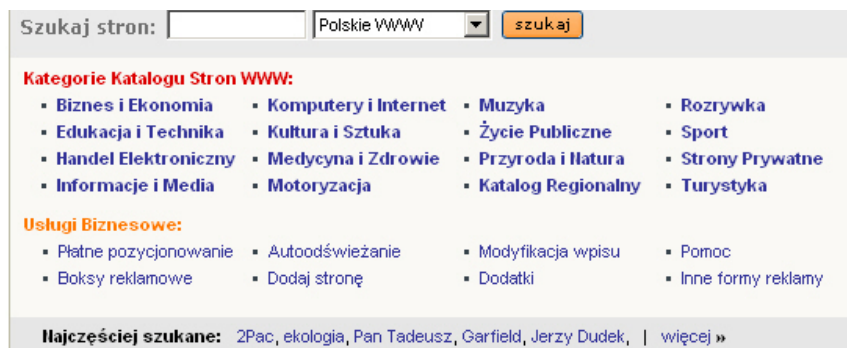 Szukaj stron: Polskie WWW szukaj
Kategorie Katalogu Stron WWW:
▪ Biznes i Ekonomia ▪ Komputery i Internet ▪ Muzyka ▪ Rozrywka
▪ Edukacja i Technika ▪ Kultura i Sztuka ▪ Życie Publiczne ▪ Sport
▪ Handel Elektroniczny ▪ Medycyna i Zdrowie ▪ Przyroda i Natura ▪ Strony Prywatne
▪ Informacje i Media ▪ Motoryzacja ▪ Katalog Regionalny ▪ Turystyka
Usługi Biznesowe:
▪ Płatne pozycjonowanie ▪ Autoodświeżanie ▪ Modyfikacja wpisu ▪ Pomoc
▪ Boksy reklamowe ▪ Dodaj stronę ▪ Dodatki ▪ Inne formy reklamy
Najczęściej szukane: 2Pac, ekologia, Pan Tadeusz, Garfield, Jerzy Dudek, | więcej »